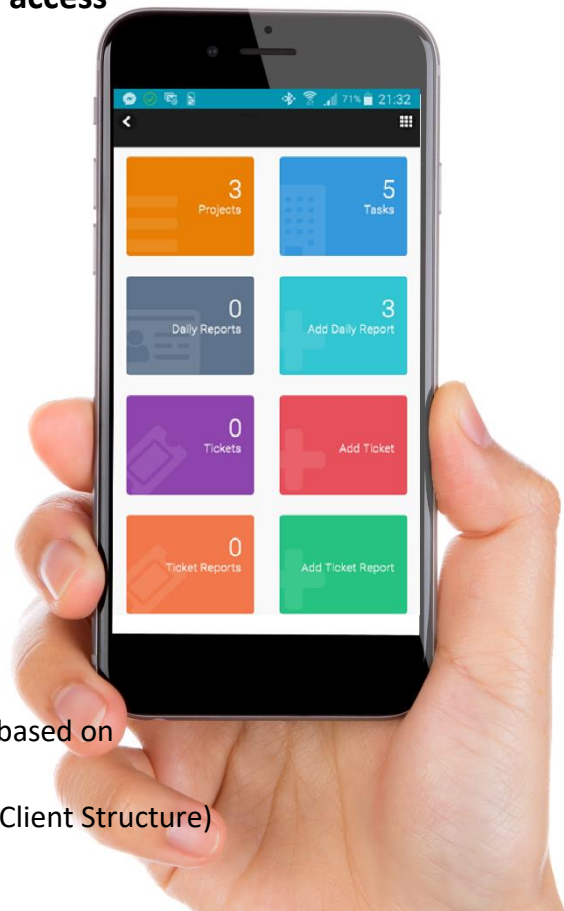 access
71% 21:32
3
Projects
5
Tasks
0
Daily Reports
3
Add Daily Report
0
Tickets
Add Ticket
0
Ticket Reports
Add Ticket Report
based on
Client Structure)